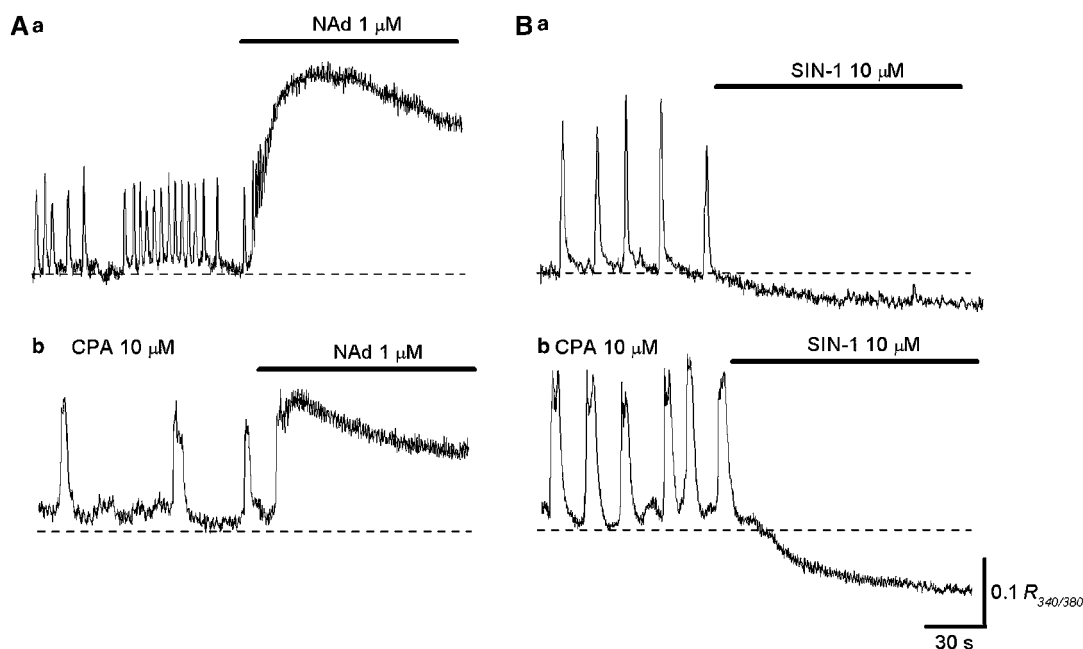 A a
NAd 1 μM
B a
SIN-1 10 μM
b CPA 10 μM
NAd 1 μM
b CPA 10 μM
SIN-1 10 μM
0.1 R340/380
30 s